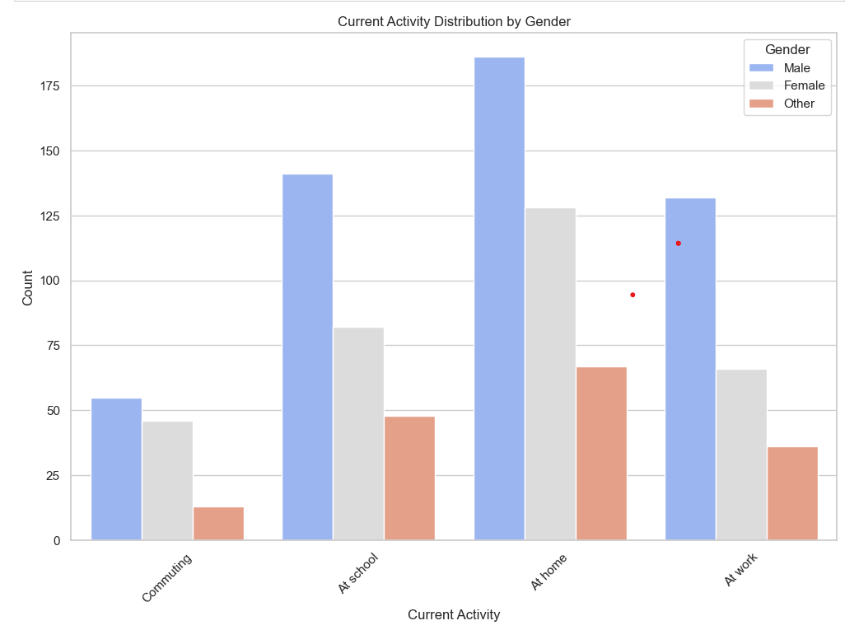 Current Activity Distribution by Gender
Gender
Male
Female
Other
Count
175
150
125
100
75
50
25
0
Commuting
At school
At home
At work
Current Activity